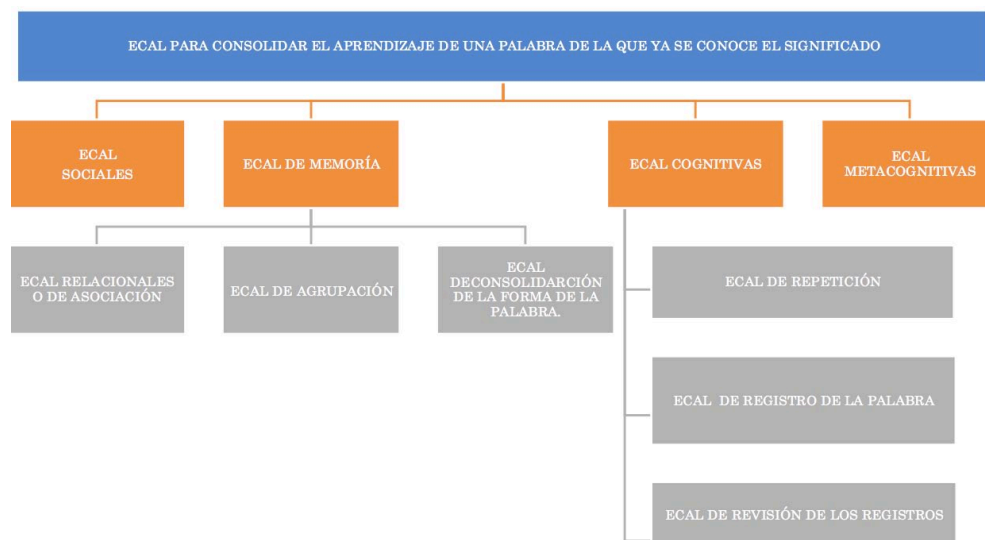 ECAL PARA CONSOLIDAR EL APRENDIZAJE DE UNA PALABRA DE LA QUE YA SE CONOCE EL SIGNIFICADO
ECAL
SOCIALES
ECAL DE MEMORÍA
ECAL COGNITIVAS
ECAL
METACOGNITIVAS
ECAL RELACIONALES
O DE ASOCIACIÓN
ECAL DE AGRUPACIÓN
ECAL
DECONSOLIDARCIÓN
DE LA FORMA DE LA
PALABRA.
ECAL DE REPETICIÓN
ECAL DE REGISTRO DE LA PALABRA
ECAL DE REVISIÓN DE LOS REGISTROS